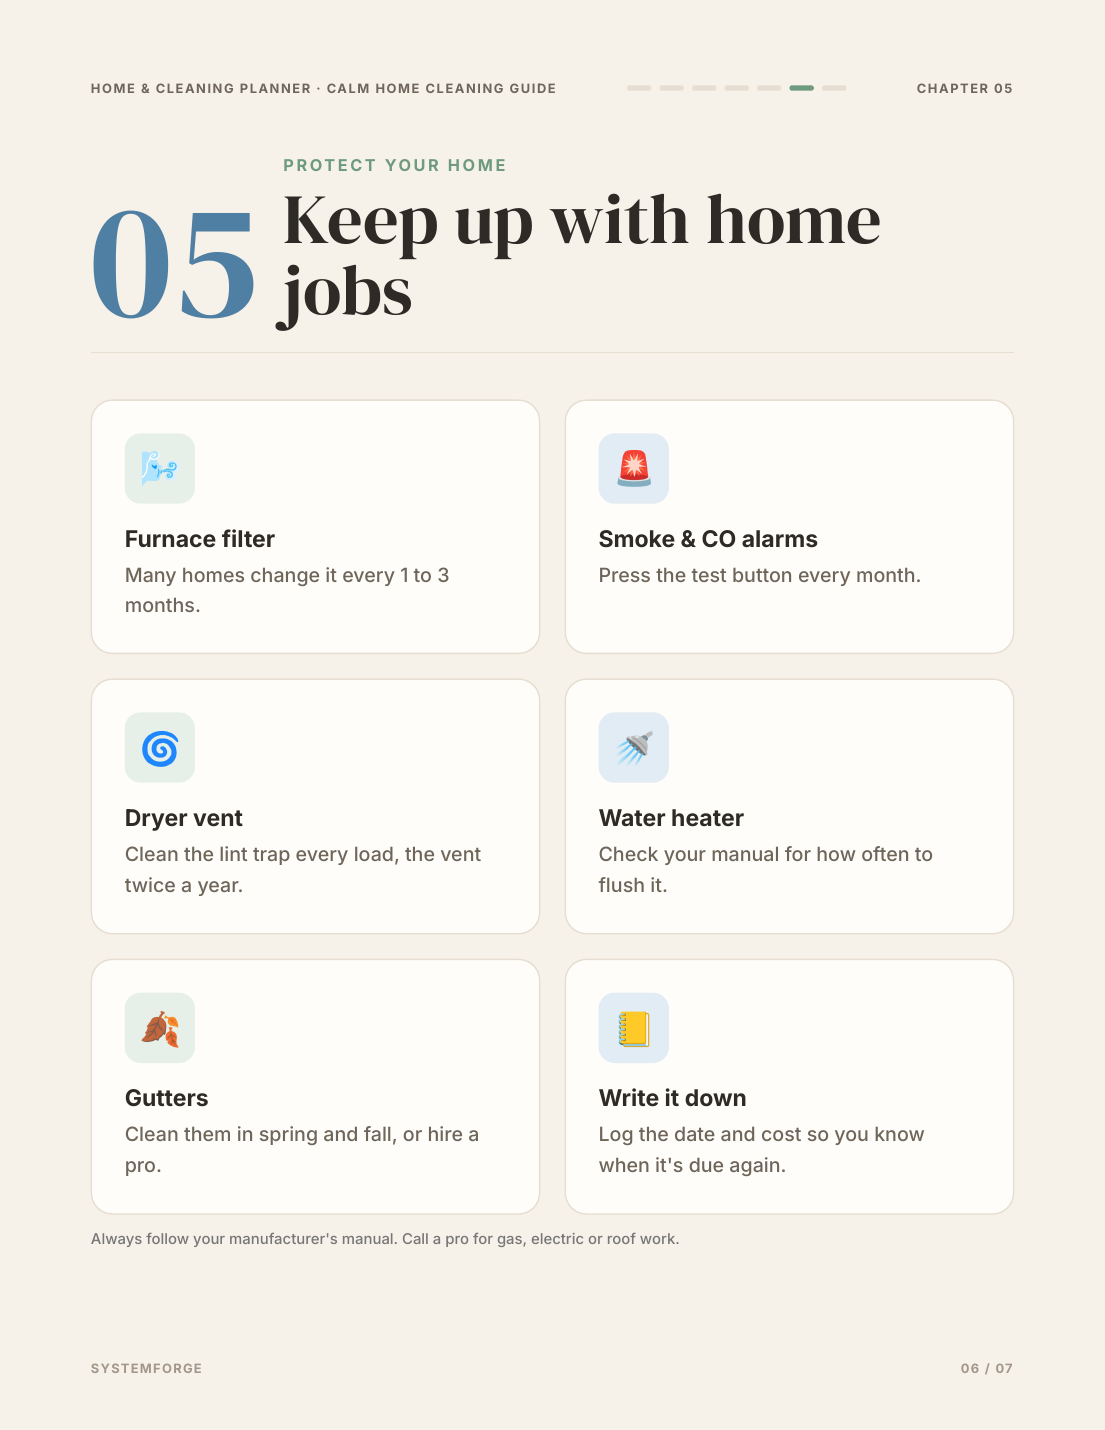 HOME & CLEANING PLANNER · CALM HOME CLEANING GUIDE
CHAPTER 05
PROTECT YOUR HOME
05
Keep up with home
jobs
Furnace filter
Many homes change it every 1 to 3
months.
Smoke & CO alarms
Press the test button every month.
Dryer vent
Clean the lint trap every load, the vent
twice a year.
Water heater
Check your manual for how often to
flush it.
Gutters
Clean them in spring and fall, or hire a
pro.
Write it down
Log the date and cost so you know
when it's due again.
Always follow your manufacturer's manual. Call a pro for gas, electric or roof work.
SYSTEMFORGE
06 / 07